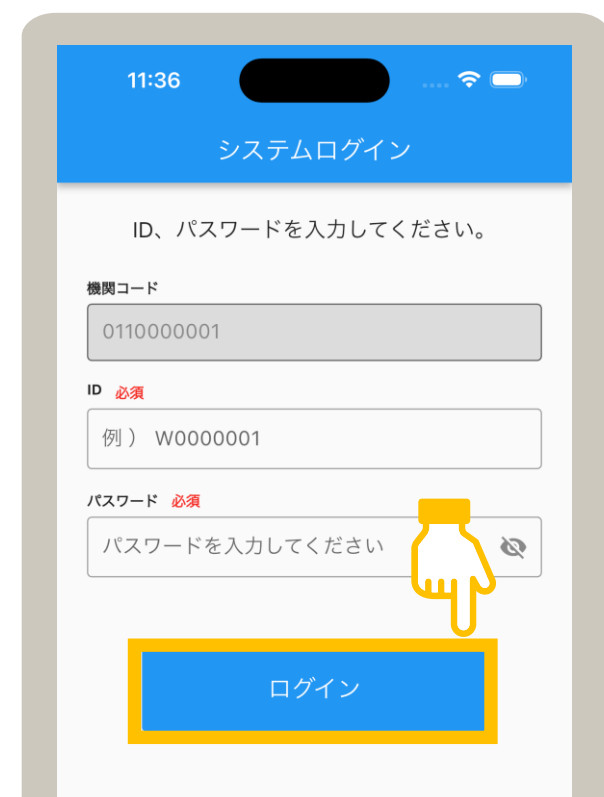 11:36
システムログイン
ID、パスワードを入力してください。
機関コード
0110000001
ID 必須
例） W0000001
パスワード 必須
パスワードを入力してください
ログイン